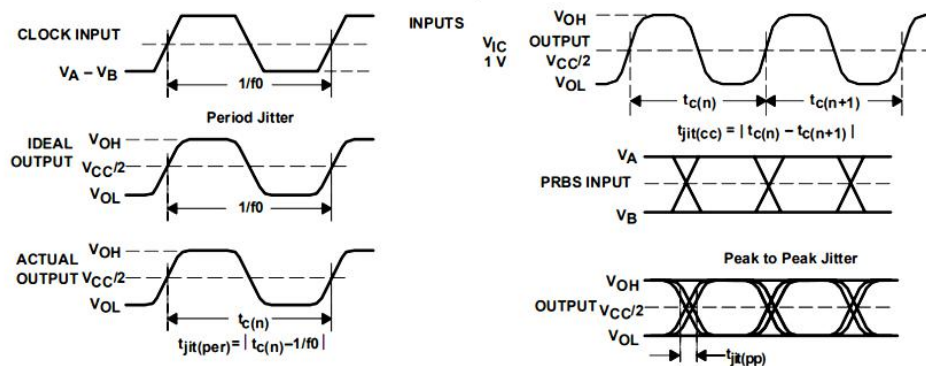 CLOCK INPUT
VA – VB
1/f0
Period Jitter
IDEAL
OUTPUT
VOH
VCC/2
VOL
1/f0
ACTUAL
OUTPUT
VOH
VCC/2
VOL
tc(n)
tjit(per) = | tc(n) –1/f0 |
INPUTS
VIC
1 V
VOH
OUTPUT
VCC/2
VOL
tc(n)
tc(n+1)
tjit(cc) = | tc(n) – tc(n+1) |
VA
PRBS INPUT
VB
Peak to Peak Jitter
VOH
OUTPUT VCC/2
VOL
tjit(pp)